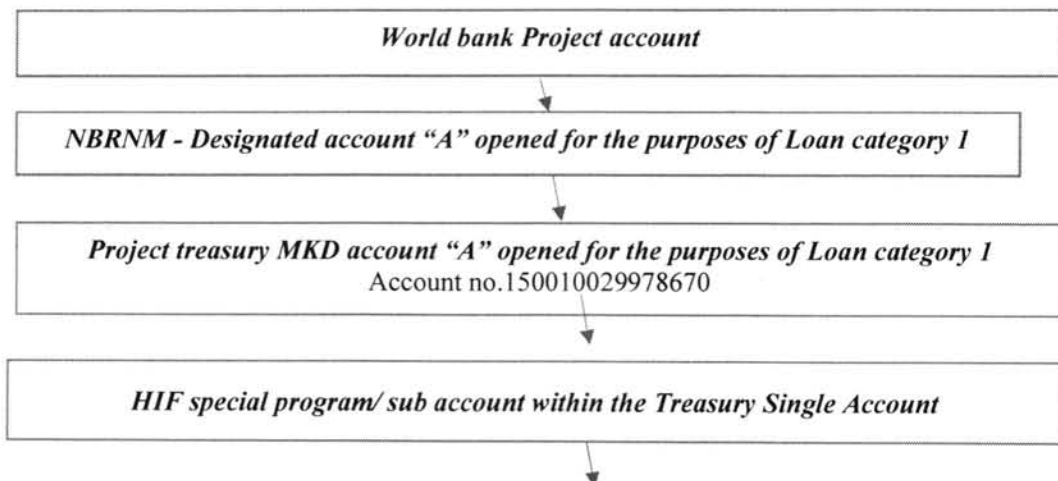 World bank Project account
NBRNM - Designated account “A” opened for the purposes of Loan category 1
Project treasury MKD account “A” opened for the purposes of Loan category 1
Account no.150010029978670
HIF special program/ sub account within the Treasury Single Account